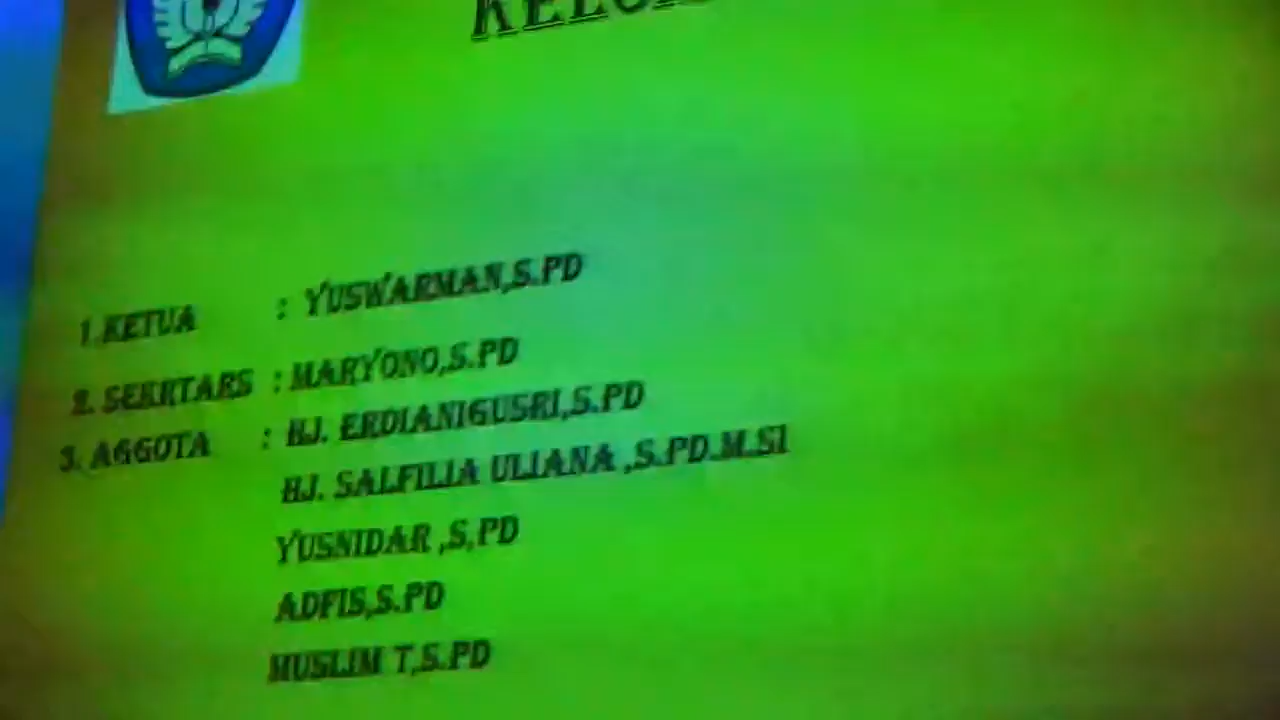 1.KETUA : YUSWARMAN,S.PD
2. SEKRTARS : MARYONO,S.PD
3. AGGOTA : HJ. ERDIANIGUSRI,S.PD
HJ. SALFILIA ULIANA ,S.PD.M.SI
YUSNIDAR ,S,PD
ADFIS,S.PD
MUSLIM T,S.PD